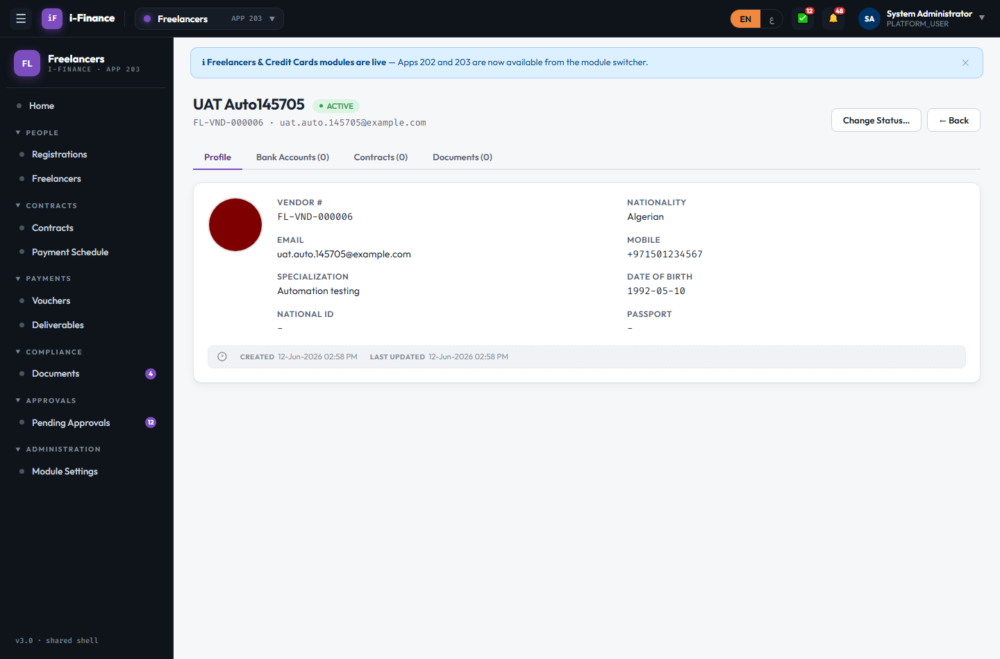 ☰ iF i-Finance
Freelancers APP 203 ▼
EN ع
12
48
SA System Administrator ▼
PLATFORM_USER
FL Freelancers
I-FINANCE · APP 203
Home
▼ PEOPLE
Registrations
Freelancers
▼ CONTRACTS
Contracts
Payment Schedule
▼ PAYMENTS
Vouchers
Deliverables
▼ COMPLIANCE
Documents 4
▼ APPROVALS
Pending Approvals 12
▼ ADMINISTRATION
Module Settings
v3.0 · shared shell
ℹ Freelancers & Credit Cards modules are live — Apps 202 and 203 are now available from the module switcher. ×
UAT Auto145705 ACTIVE
FL-VND-000006 · uat.auto.145705@example.com
Change Status... ← Back
Profile Bank Accounts (0) Contracts (0) Documents (0)
VENDOR # NATIONALITY
FL-VND-000006 Algerian
EMAIL MOBILE
uat.auto.145705@example.com +971501234567
SPECIALIZATION DATE OF BIRTH
Automation testing 1992-05-10
NATIONAL ID PASSPORT
– –
CREATED 12-Jun-2026 02:58 PM LAST UPDATED 12-Jun-2026 02:58 PM